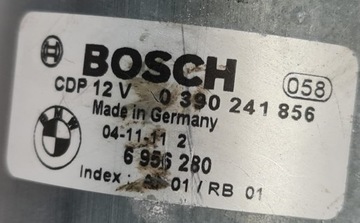 BOSCH
CDP 12 V 0 390 241 856
058
Made in Germany
BMW
04-11-11 2
6 956 280
Index : 01 / RB 01